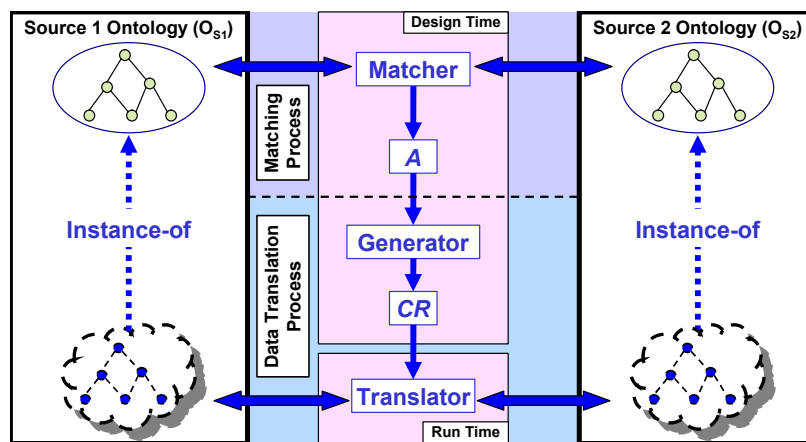 Source 1 Ontology (OS1)
Design Time
Source 2 Ontology (OS2)
Matcher
Matching
Process
A
Instance-of
Generator
Instance-of
Data Translation
Process
CR
Translator
Run Time